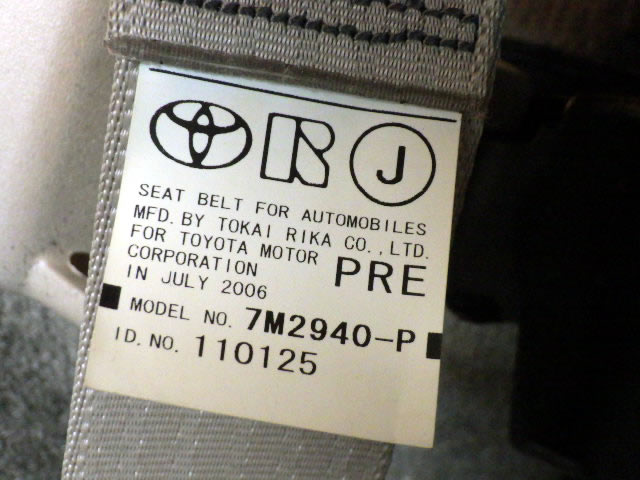 R J
SEAT BELT FOR AUTOMOBILES
MFD. BY TOKAI RIKA CO., LTD.
FOR TOYOTA MOTOR
CORPORATION PRE
IN JULY 2006
MODEL NO. 7M2940-P
ID. NO. 110125